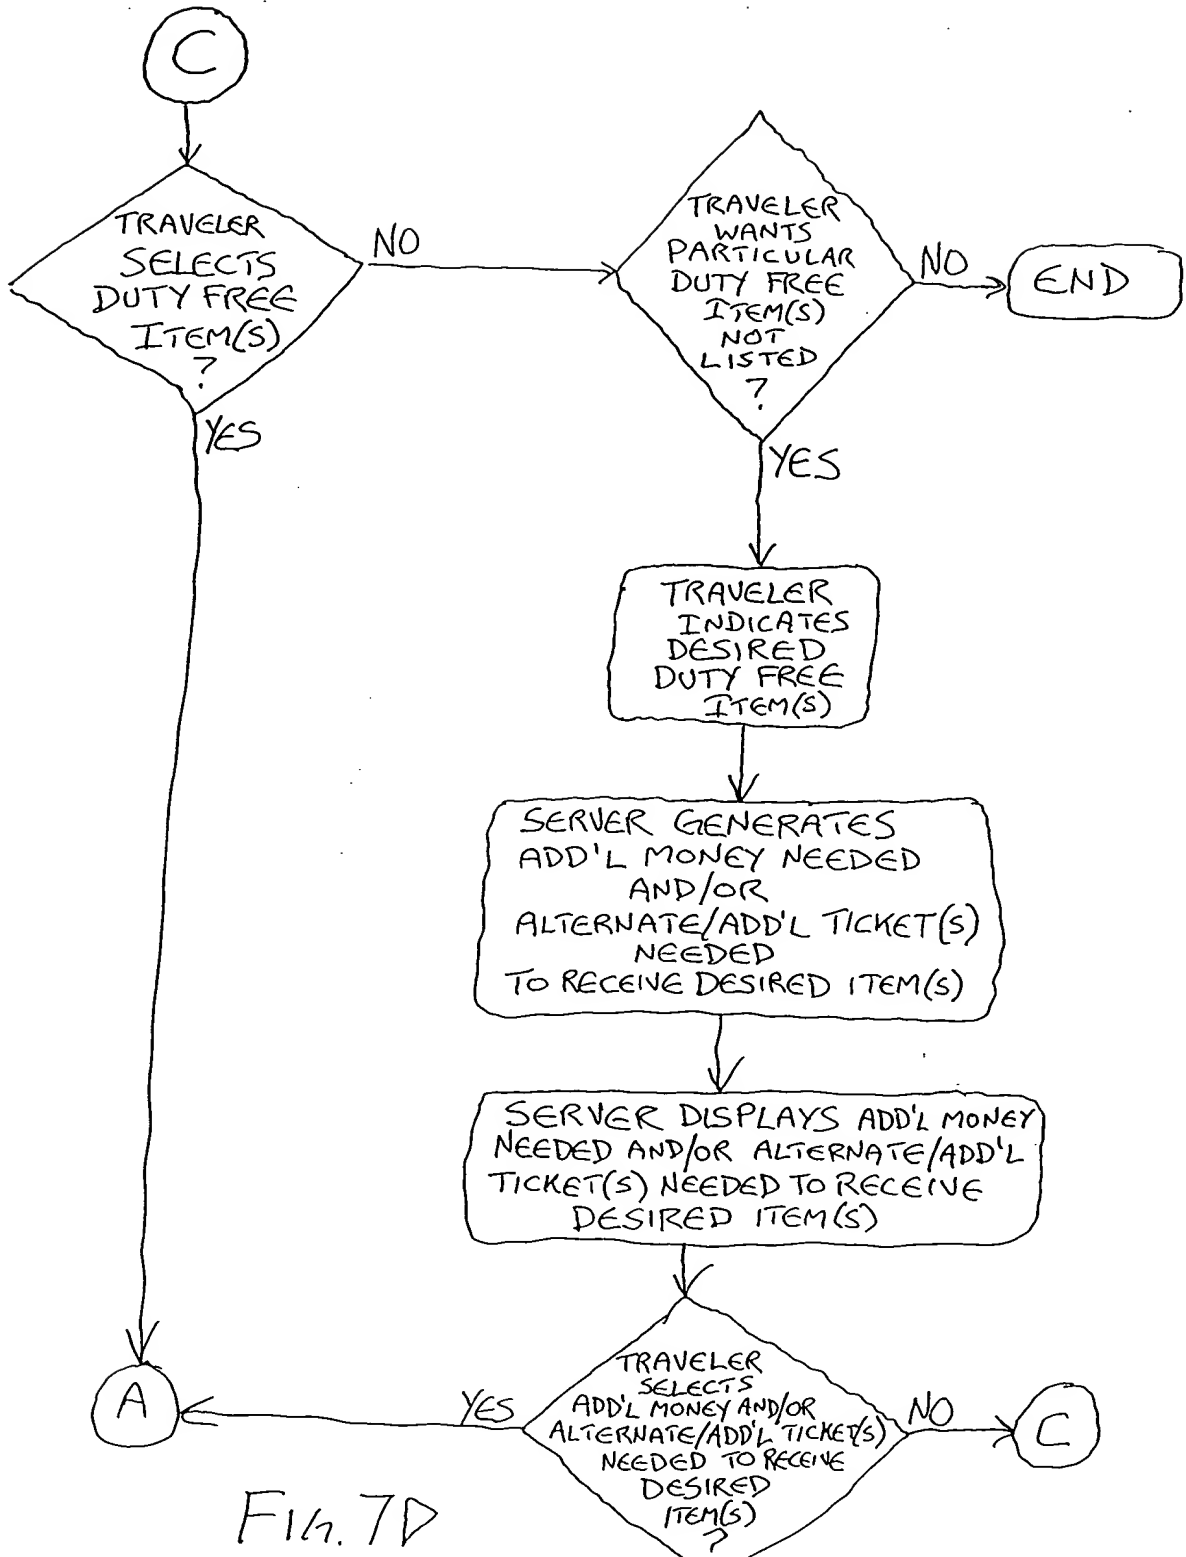 C
TRAVELER
SELECTS
DUTY FREE
ITEM(S)
?
NO
YES
TRAVELER
WANTS
PARTICULAR
DUTY FREE
ITEM(S)
NOT
LISTED
?
NO
END
YES
TRAVELER
INDICATES
DESIRED
DUTY FREE
ITEM(S)
SERVER GENERATES
ADD'L MONEY NEEDED
AND/OR
ALTERNATE/ADD'L TICKET(S)
NEEDED
TO RECEIVE DESIRED ITEM(S)
SERVER DISPLAYS ADD'L MONEY
NEEDED AND/OR ALTERNATE/ADD'L
TICKET(S) NEEDED TO RECEIVE
DESIRED ITEM(S)
TRAVELER
SELECTS
ADD'L MONEY AND/OR
ALTERNATE/ADD'L TICKET(S)
NEEDED TO RECEIVE
DESIRED
ITEM(S)
?
YES
A
NO
C
FIG. 7D